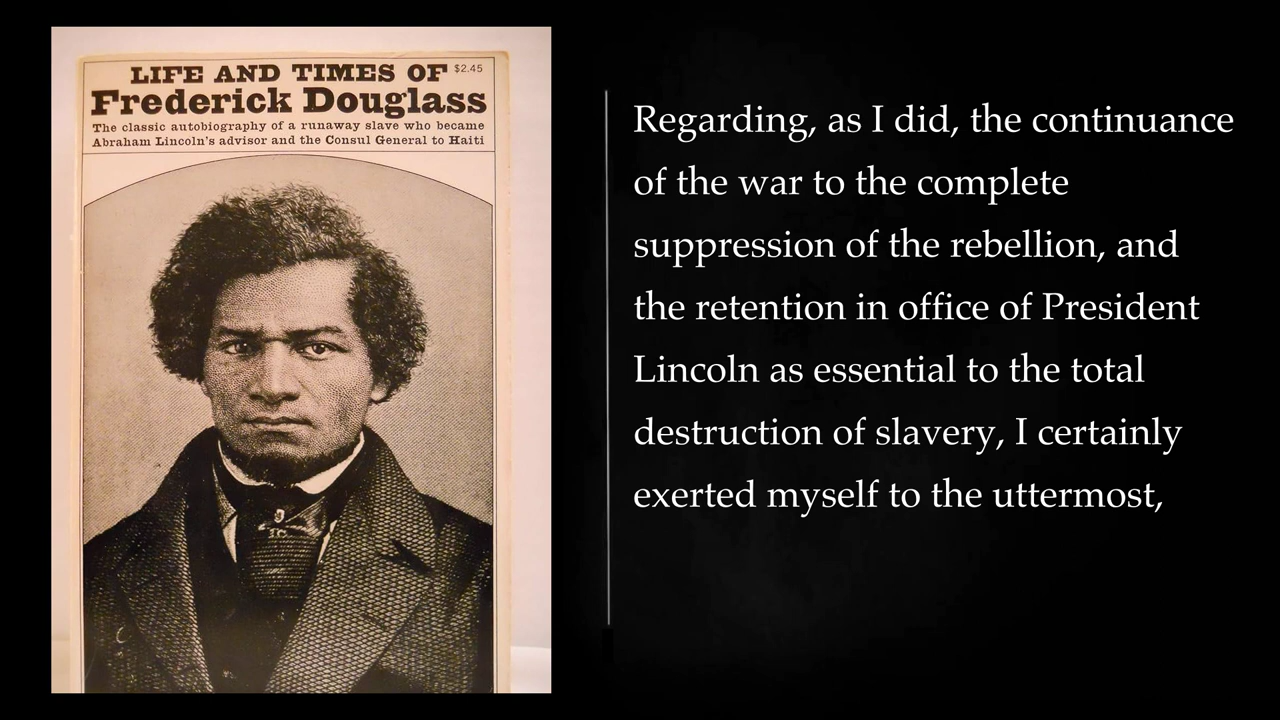 LIFE AND TIMES OF $2.45
Frederick Douglass
The classic autobiography of a runaway slave who became
Abraham Lincoln's advisor and the Consul General to Haiti
Regarding, as I did, the continuance
of the war to the complete
suppression of the rebellion, and
the retention in office of President
Lincoln as essential to the total
destruction of slavery, I certainly
exerted myself to the uttermost,